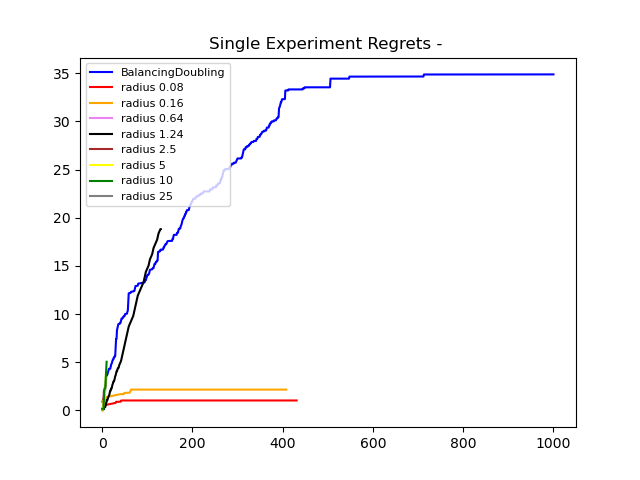 Single Experiment Regrets -
BalancingDoubling
radius 0.08
radius 0.16
radius 0.64
radius 1.24
radius 2.5
radius 5
radius 10
radius 25
35
30
25
20
15
10
5
0
0 200 400 600 800 1000